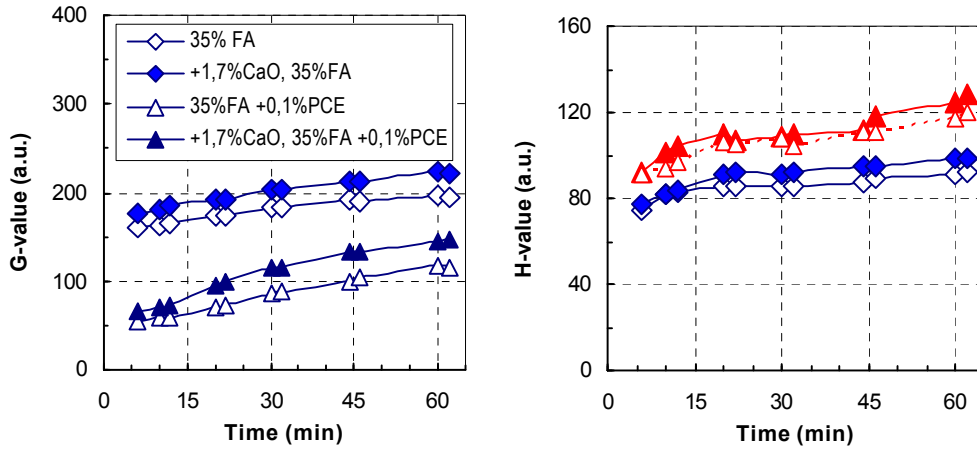 400
300
200
100
0
G-value (a.u.)
35% FA
+1,7%CaO, 35%FA
35%FA +0,1%PCE
+1,7%CaO, 35%FA +0,1%PCE
0 15 30 45 60
Time (min)
160
120
80
40
0
H-value (a.u.)
0 15 30 45 60
Time (min)